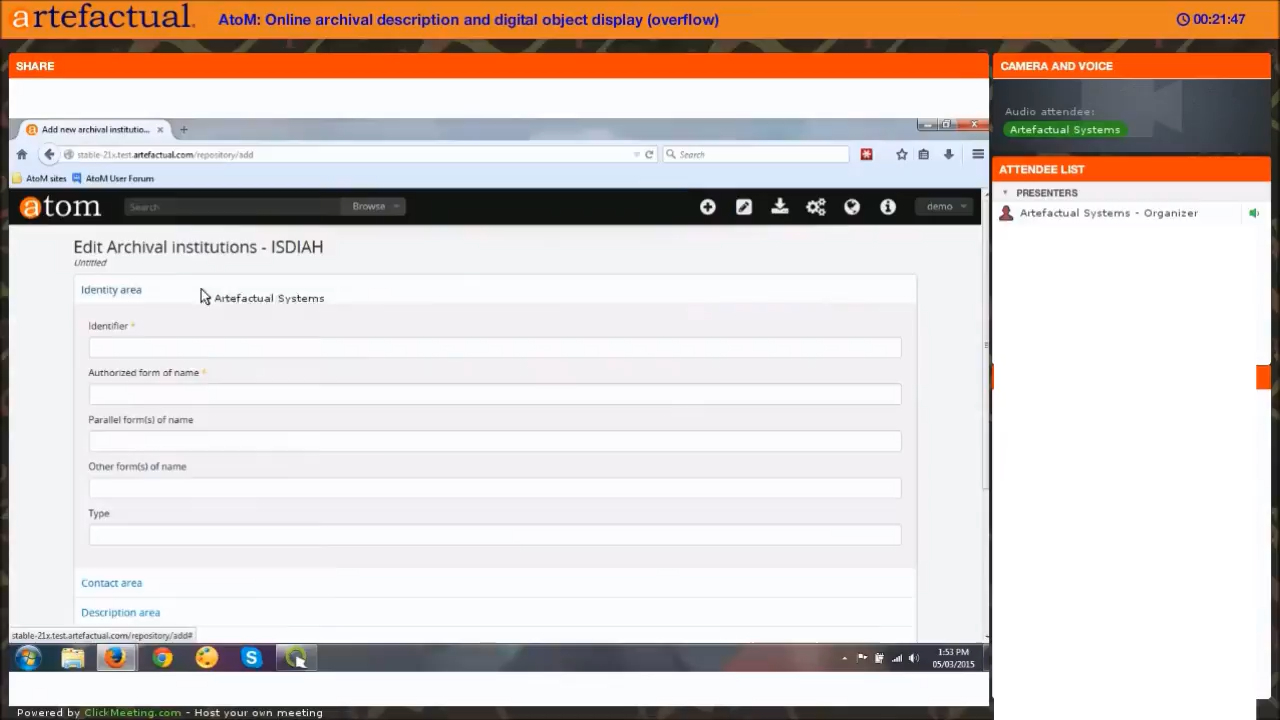 artefactual.
AtoM: Online archival description and digital object display (overflow)
00:21:47
SHARE
CAMERA AND VOICE
Audio attendee:
Artefactual Systems
ATTENDEE LIST
PRESENTERS
Artefactual Systems - Organizer
Add new archival institutio...
stable-21x.test.artefactual.com/repository/add
Search
AtoM sites
AtoM User Forum
atom
Search
Browse
demo
Edit Archival institutions - ISDIAH
Untitled
Identity area
Artefactual Systems
Identifier *
Authorized form of name *
Parallel form(s) of name
Other form(s) of name
Type
Contact area
Description area
stable-21x.test.artefactual.com/repository/add#
1:53 PM
05/03/2015
Powered by ClickMeeting.com - Host your own meeting